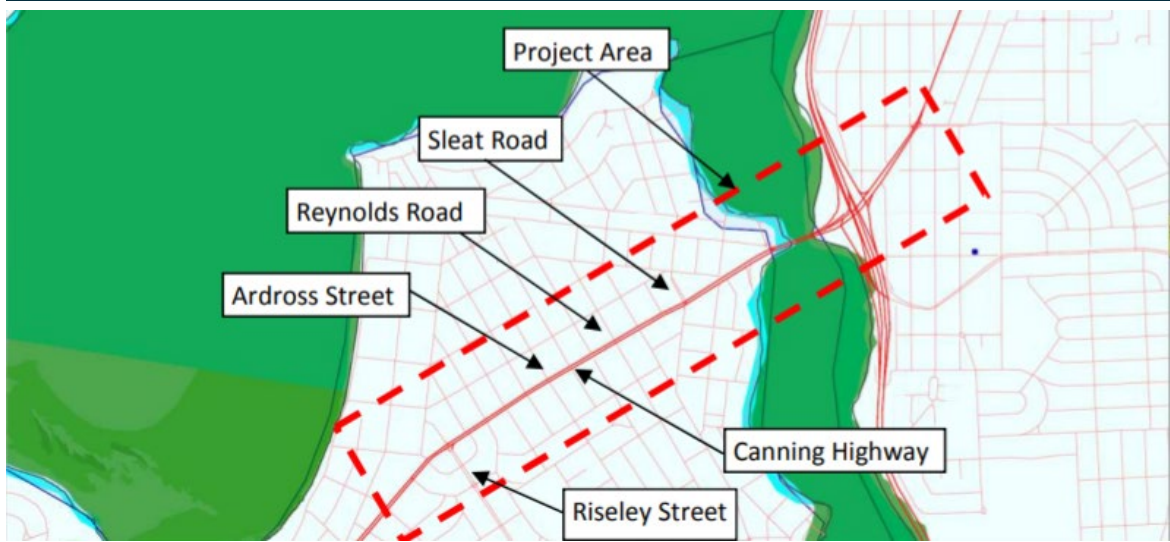 Project Area
Sleat Road
Reynolds Road
Ardross Street
Canning Highway
Riseley Street